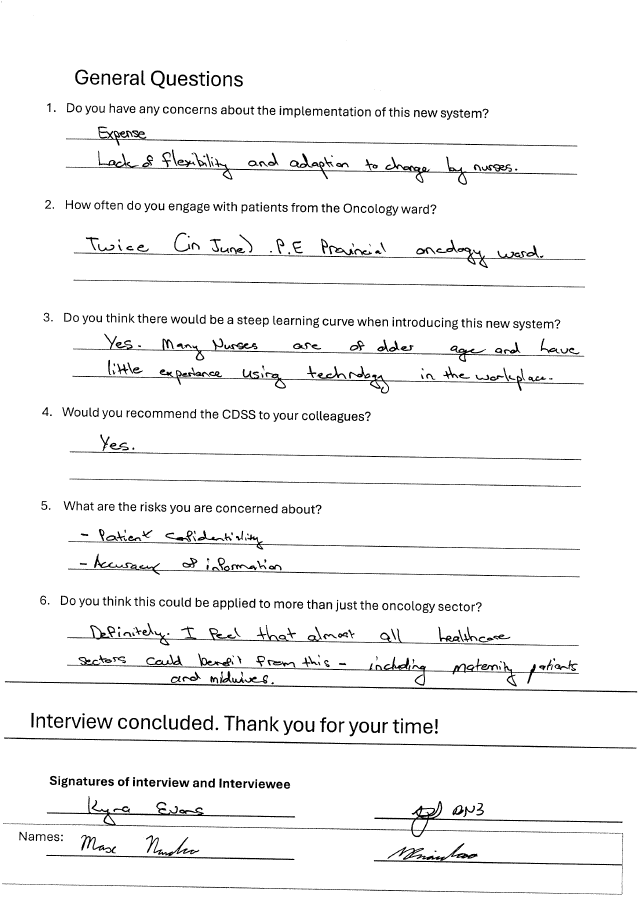 General Questions
1. Do you have any concerns about the implementation of this new system?
Expense
Lack of flexibility and adaption to change by nurses.
2. How often do you engage with patients from the Oncology ward?
Twice (in June). P.E Provincial oncology ward.
3. Do you think there would be a steep learning curve when introducing this new system?
Yes. Many Nurses are of older age and have
little experience using technology in the workplace.
4. Would you recommend the CDSS to your colleagues?
Yes.
5. What are the risks you are concerned about?
- Patient cofidentiality
- Accuracy of information
6. Do you think this could be applied to more than just the oncology sector?
Definitely. I feel that almost all healthcare
sectors could benefit from this - including maternity patients
and midwives.
Interview concluded. Thank you for your time!
Signatures of interview and Interviewee
Kyra Evans
Names: